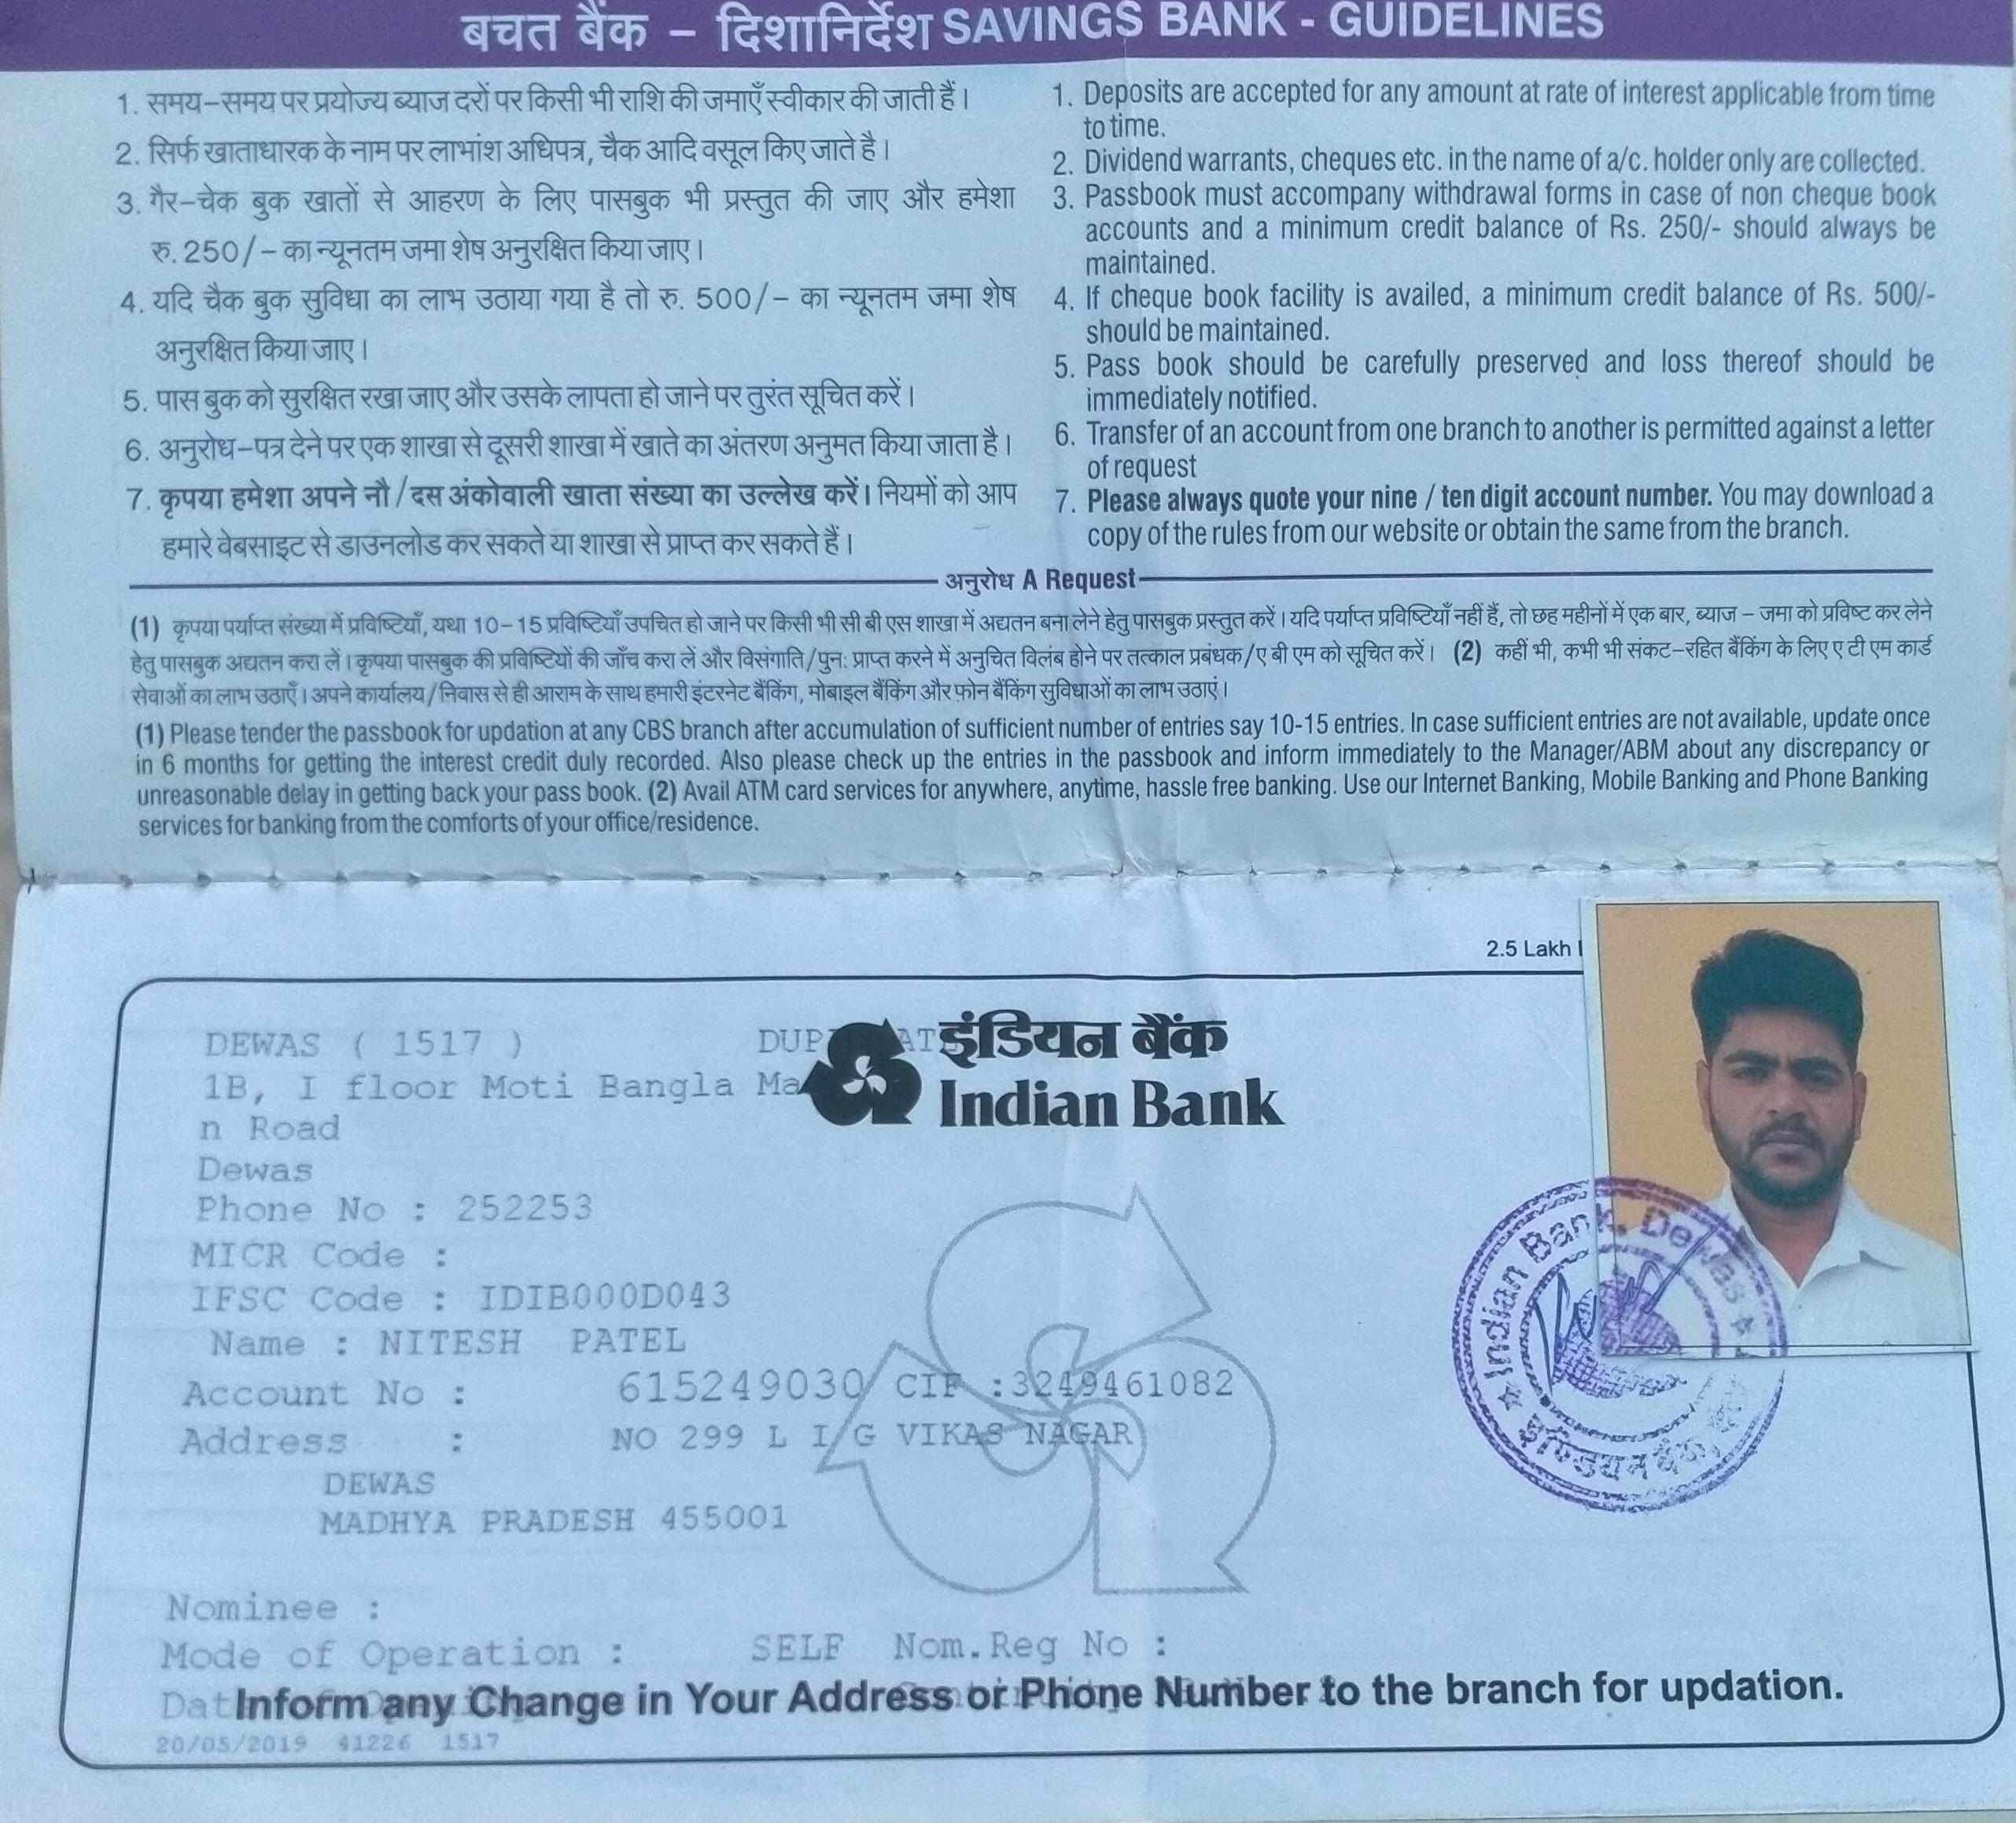 बचत बैंक – दिशानिर्देश SAVINGS BANK - GUIDELINES
1. समय–समय पर प्रयोज्य ब्याज दरों पर किसी भी राशि की जमाएँ स्वीकार की जाती हैं।
2. सिर्फ खाताधारक के नाम पर लाभांश अधिपत्र, चैक आदि वसूल किए जाते है।
3. गैर–चेक बुक खातों से आहरण के लिए पासबुक भी प्रस्तुत की जाए और हमेशा
रु. 250/– का न्यूनतम जमा शेष अनुरक्षित किया जाए।
4. यदि चैक बुक सुविधा का लाभ उठाया गया है तो रु. 500/– का न्यूनतम जमा शेष
अनुरक्षित किया जाए।
5. पास बुक को सुरक्षित रखा जाए और उसके लापता हो जाने पर तुरंत सूचित करें।
6. अनुरोध–पत्र देने पर एक शाखा से दूसरी शाखा में खाते का अंतरण अनुमत किया जाता है।
7. कृपया हमेशा अपने नौ/दस अंकोवाली खाता संख्या का उल्लेख करें। नियमों को आप
हमारे वेबसाइट से डाउनलोड कर सकते या शाखा से प्राप्त कर सकते हैं।
1. Deposits are accepted for any amount at rate of interest applicable from time
to time.
2. Dividend warrants, cheques etc. in the name of a/c. holder only are collected.
3. Passbook must accompany withdrawal forms in case of non cheque book
accounts and a minimum credit balance of Rs. 250/- should always be
maintained.
4. If cheque book facility is availed, a minimum credit balance of Rs. 500/-
should be maintained.
5. Pass book should be carefully preserved and loss thereof should be
immediately notified.
6. Transfer of an account from one branch to another is permitted against a letter
of request
7. Please always quote your nine / ten digit account number. You may download a
copy of the rules from our website or obtain the same from the branch.
अनुरोध A Request
(1) कृपया पर्याप्त संख्या में प्रविष्टियाँ, यथा 10–15 प्रविष्टियाँ उपचित हो जाने पर किसी भी सी बी एस शाखा में अद्यतन बना लेने हेतु पासबुक प्रस्तुत करें। यदि पर्याप्त प्रविष्टियाँ नहीं हैं, तो छह महीनों में एक बार, ब्याज – जमा को प्रविष्ट कर लेने
हेतु पासबुक अद्यतन करा लें। कृपया पासबुक की प्रविष्टियों की जाँच करा लें और विसंगाति/पुन: प्राप्त करने में अनुचित विलंब होने पर तत्काल प्रबंधक/ए बी एम को सूचित करें। (2) कहीं भी, कभी भी संकट–रहित बैंकिंग के लिए ए टी एम कार्ड
सेवाओं का लाभ उठाएँ। अपने कार्यालय/निवास से ही आराम के साथ हमारी इंटरनेट बैंकिंग, मोबाइल बैंकिंग और फोन बैंकिंग सुविधाओं का लाभ उठाएं।
(1) Please tender the passbook for updation at any CBS branch after accumulation of sufficient number of entries say 10-15 entries. In case sufficient entries are not available, update once
in 6 months for getting the interest credit duly recorded. Also please check up the entries in the passbook and inform immediately to the Manager/ABM about any discrepancy or
unreasonable delay in getting back your pass book. (2) Avail ATM card services for anywhere, anytime, hassle free banking. Use our Internet Banking, Mobile Banking and Phone Banking
services for banking from the comforts of your office/residence.
2.5 Lakh
DEWAS ( 1517 )
इंडियन बैंक
Indian Bank
1B, I floor Moti Bangla Ma
n Road
Dewas
Phone No : 252253
MICR Code :
IFSC Code : IDIB000D043
Name : NITESH PATEL
Account No : 615249030 CIF :3249461082
Address : NO 299 L I G VIKAS NAGAR
DEWAS
MADHYA PRADESH 455001
Indian Bank, Dewas
इण्डियन बैंक,
Nominee :
Mode of Operation : SELF Nom.Reg No :
Inform any Change in Your Address or Phone Number to the branch for updation.
20/05/2019 41226 1517